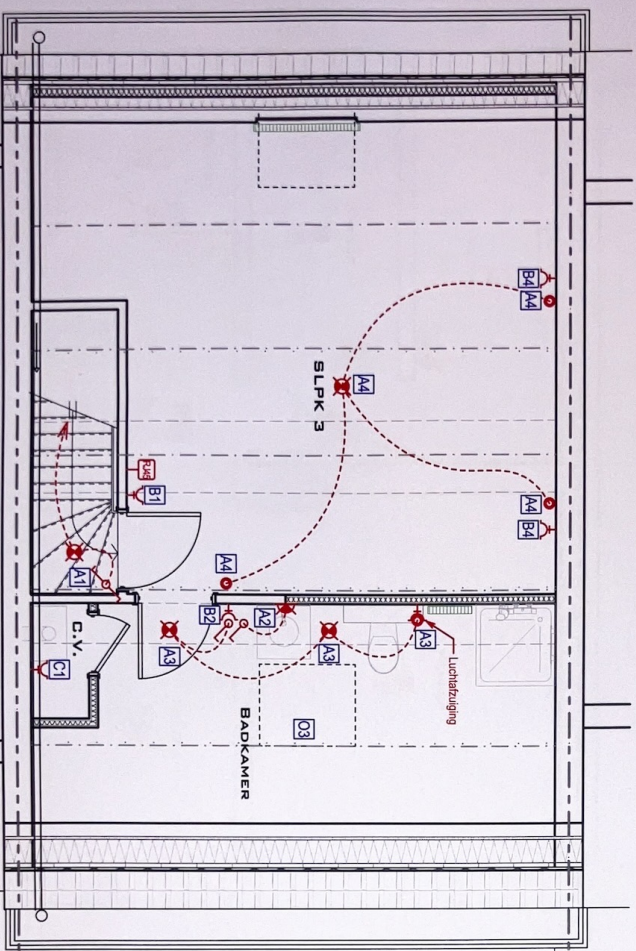 B4
A4
A4
SLPK 3
RJ45
B1
A4
B4
A4
A1
B2
A2
A3
A3
A3
Luchtafzuiging
C.V.
C1
BADKAMER
O3